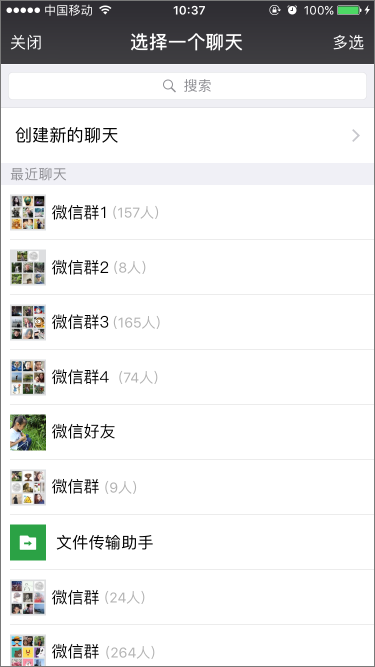 中国移动 10:37 100%
关闭 选择一个聊天 多选
搜索
创建新的聊天
最近聊天
微信群1 (157人)
微信群2 (8人)
微信群3 (165人)
微信群4 (74人)
微信好友
微信群 (9人)
文件传输助手
微信群 (24人)
微信群 (264人)